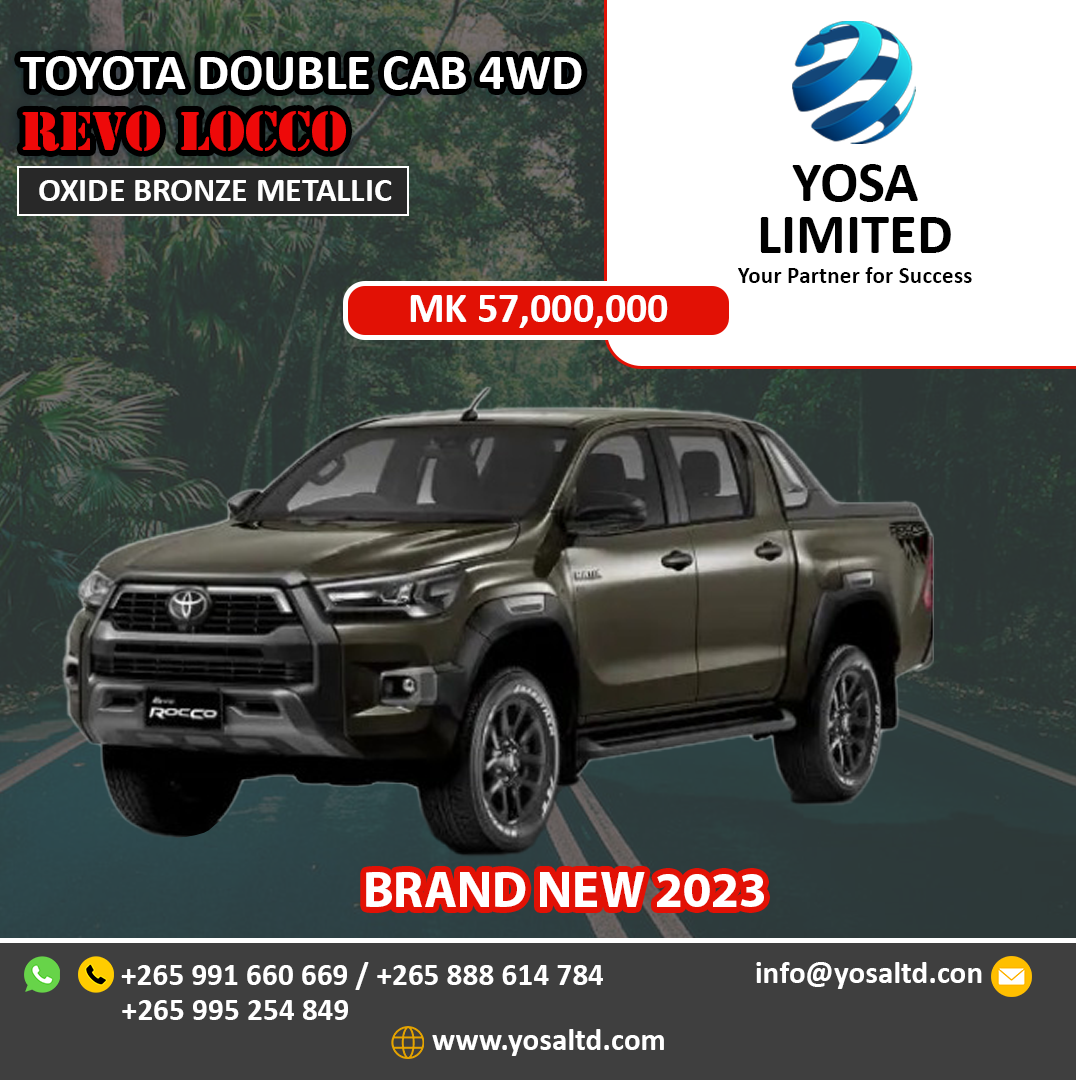 TOYOTA DOUBLE CAB 4WD
REVO LOCCO
OXIDE BRONZE METALLIC
YOSA
LIMITED
Your Partner for Success
MK 57,000,000
ROCCO
BRAND NEW 2023
+265 991 660 669 / +265 888 614 784
+265 995 254 849
info@yosaltd.con
www.yosaltd.com